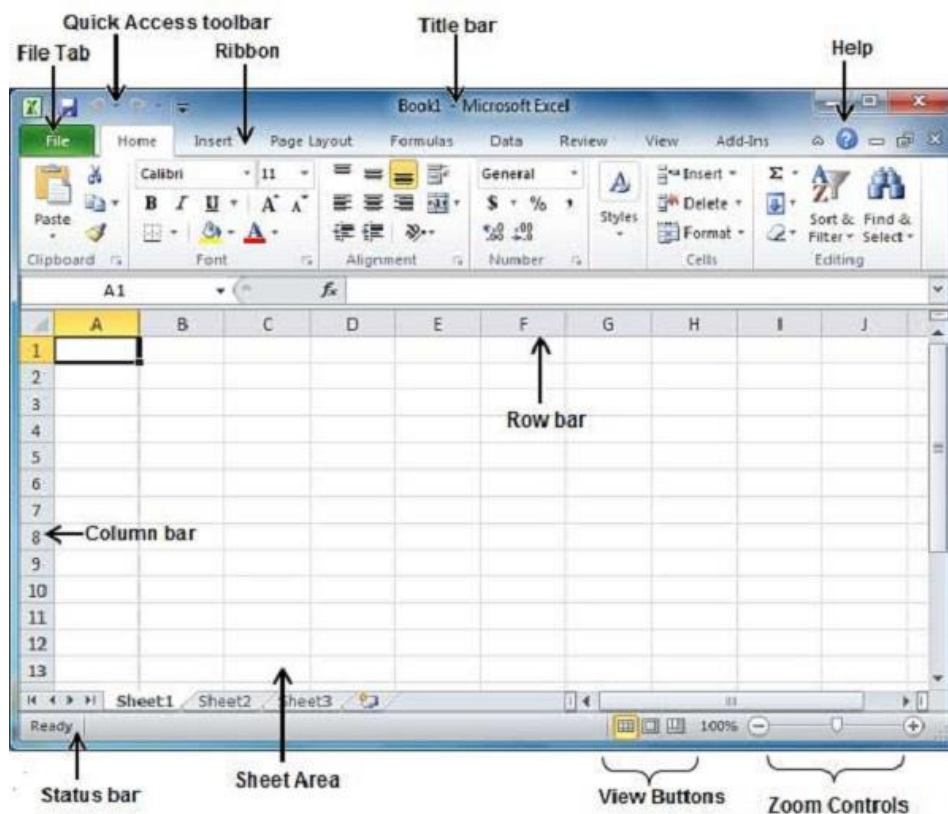 Quick Access toolbar
Title bar
File Tab
Ribbon
Help
Book1 - Microsoft Excel
File Home Insert Page Layout Formulas Data Review View Add-Ins
Calibri 11 General
Insert
B I U A A $ % , Delete
Paste Styles Sort & Find &
Format Filter Select
Clipboard Font Alignment Number Cells Editing
A1 fx
A B C D E F G H I J
1
2
3
4 Row bar
5
6
7
8 Column bar
9
10
11
12
13
Sheet1 Sheet2 Sheet3
Ready 100%
Status bar
Sheet Area
View Buttons
Zoom Controls